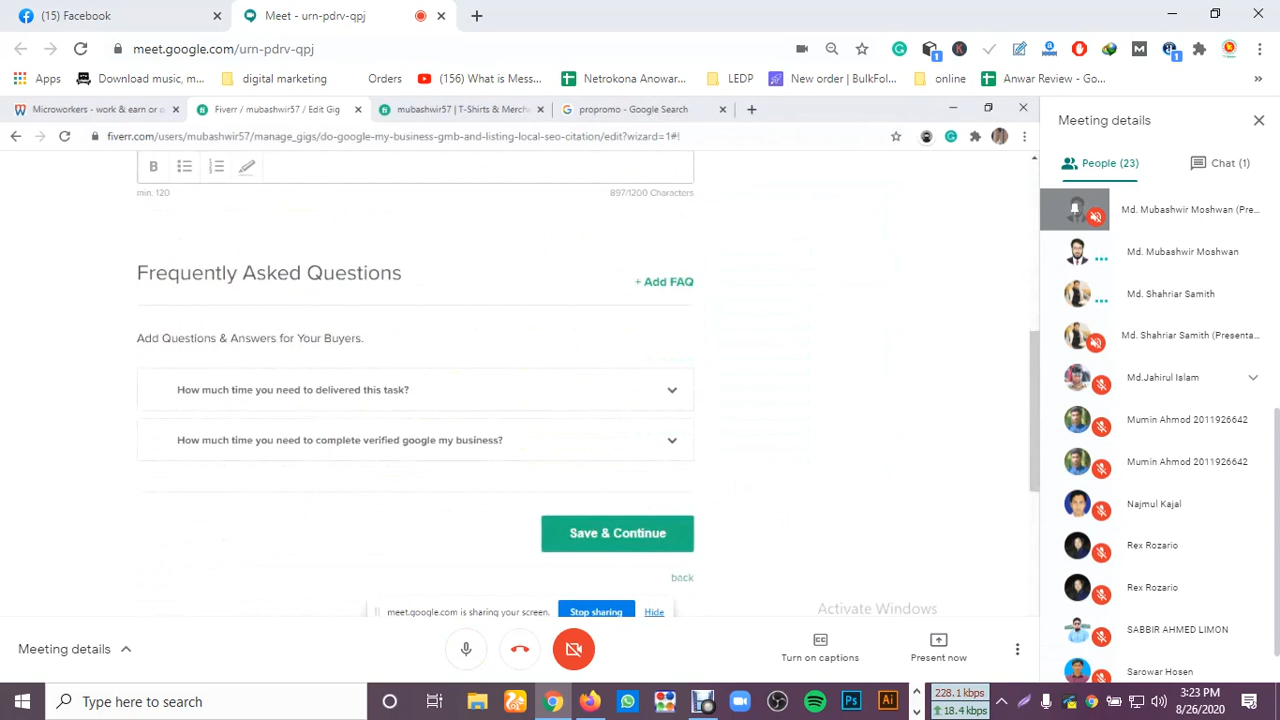 (15) Facebook
Meet - urn-pdrv-qpj
meet.google.com/urn-pdrv-qpj
Apps
Download music, m...
digital marketing
Orders
(156) What is Mess...
Netrokona Anowar...
LEDP
New order | BulkFol...
online
Anwar Review - Go...
»
Microworkers - work & earn or o
Fiverr / mubashwir57 / Edit Gig
mubashwir57 | T-Shirts & Merche
propromo - Google Search
fiverr.com/users/mubashwir57/manage_gigs/do-google-my-business-gmb-and-listing-local-seo-citation/edit?wizard=1#!
B
min. 120
897/1200 Characters
Frequently Asked Questions
+ Add FAQ
Add Questions & Answers for Your Buyers.
How much time you need to delivered this task?
How much time you need to complete verified google my business?
Save & Continue
back
meet.google.com is sharing your screen.
Stop sharing
Hide
Activate Windows
Meeting details
People (23)
Chat (1)
Md. Mubashwir Moshwan (Pre...
Md. Mubashwir Moshwan
Md. Shahriar Samith
Md. Shahriar Samith (Presenta...
Md.Jahirul Islam
Mumin Ahmod 2011926642
Mumin Ahmod 2011926642
Najmul Kajal
Rex Rozario
Rex Rozario
SABBIR AHMED LIMON
Sarowar Hosen
Meeting details
Turn on captions
Present now
Type here to search
228.1 kbps
18.4 kbps
3:23 PM
8/26/2020